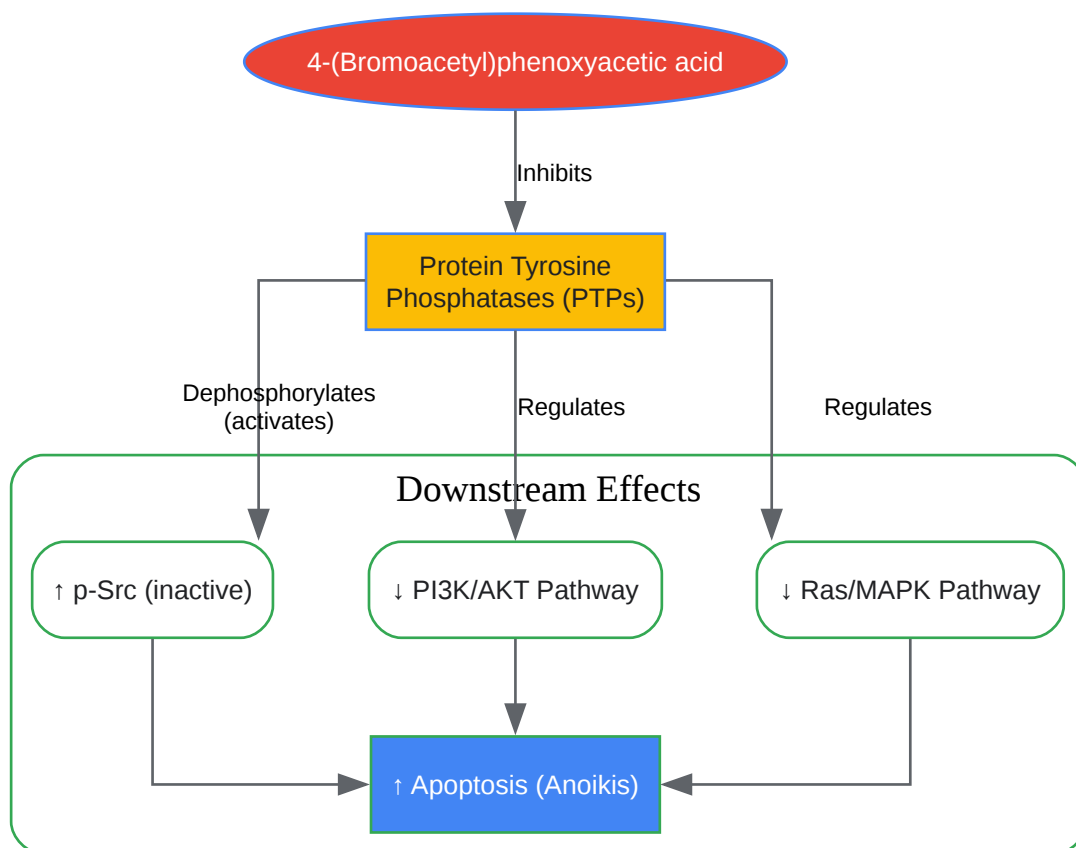 4-(Bromoacetyl)phenoxyacetic acid
Inhibits
Protein Tyrosine
Phosphatases (PTPs)
Dephosphorylates
(activates)
Regulates
Regulates
Downstream Effects
↑ p-Src (inactive)
↓ PI3K/AKT Pathway
↓ Ras/MAPK Pathway
↑ Apoptosis (Anoikis)